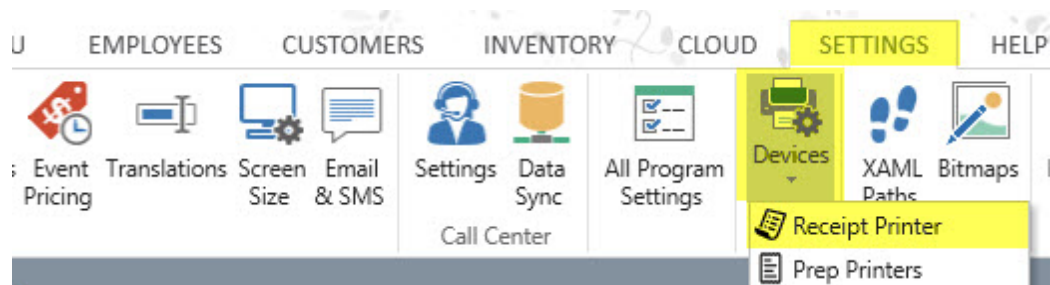 U EMPLOYEES CUSTOMERS INVENTORY CLOUD SETTINGS HELP
s Event Pricing
Translations
Screen Size
Email & SMS
Settings
Data Sync
Call Center
All Program Settings
Devices
XAML Paths
Bitmaps
Receipt Printer
Prep Printers